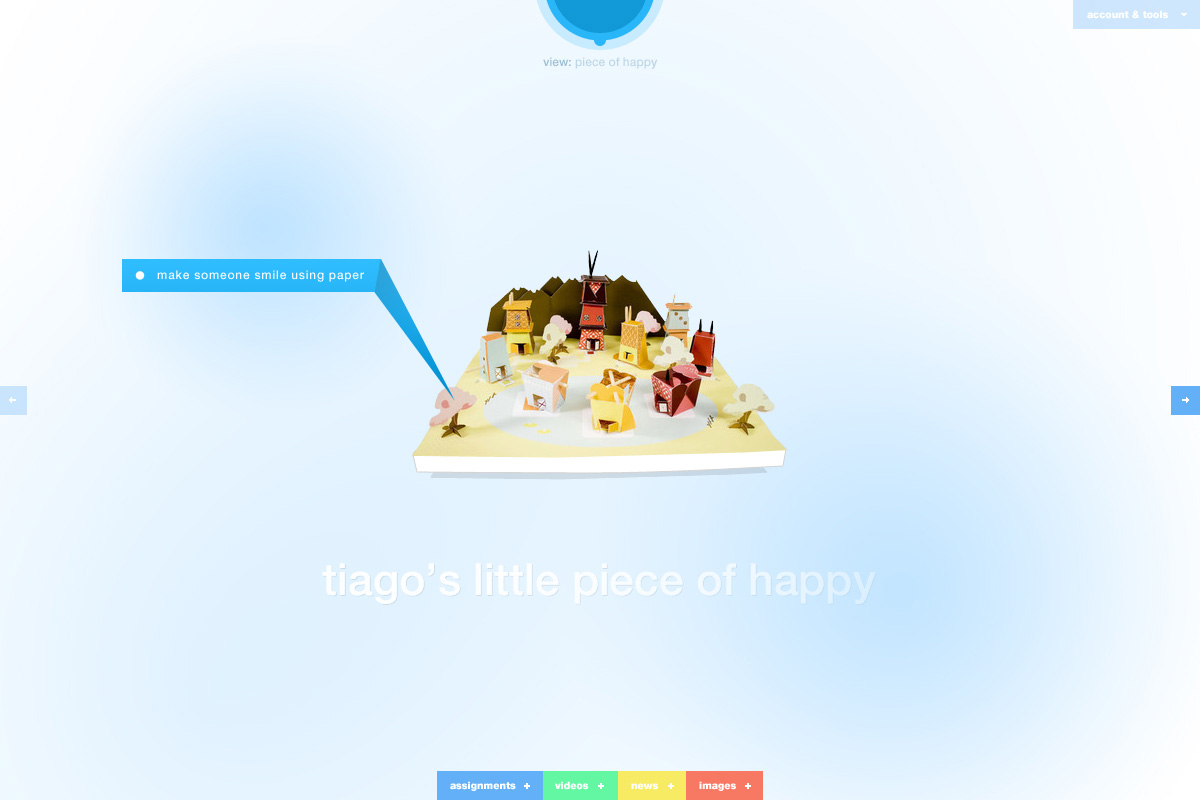 account & tools
view: piece of happy
make someone smile using paper
tiago’s little piece of happy
assignments +
videos +
news +
images +